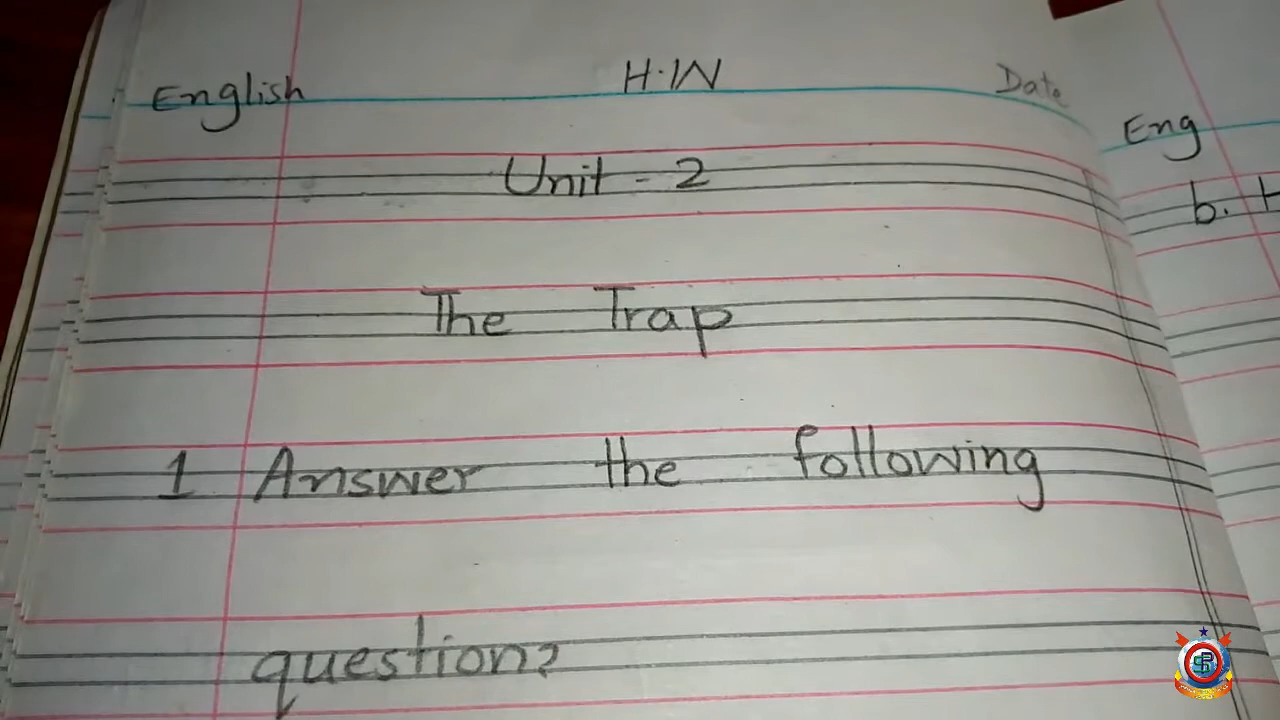 English H.W Date
Unit - 2
The Trap
1 Answer the following
question?
Eng
b. H